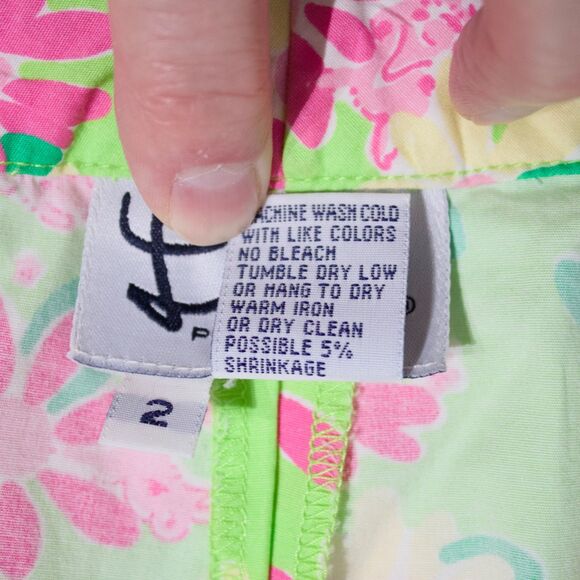 MACHINE WASH COLD
WITH LIKE COLORS
NO BLEACH
TUMBLE DRY LOW
OR HANG TO DRY
WARM IRON
OR DRY CLEAN
POSSIBLE 5%
SHRINKAGE
P
®
2